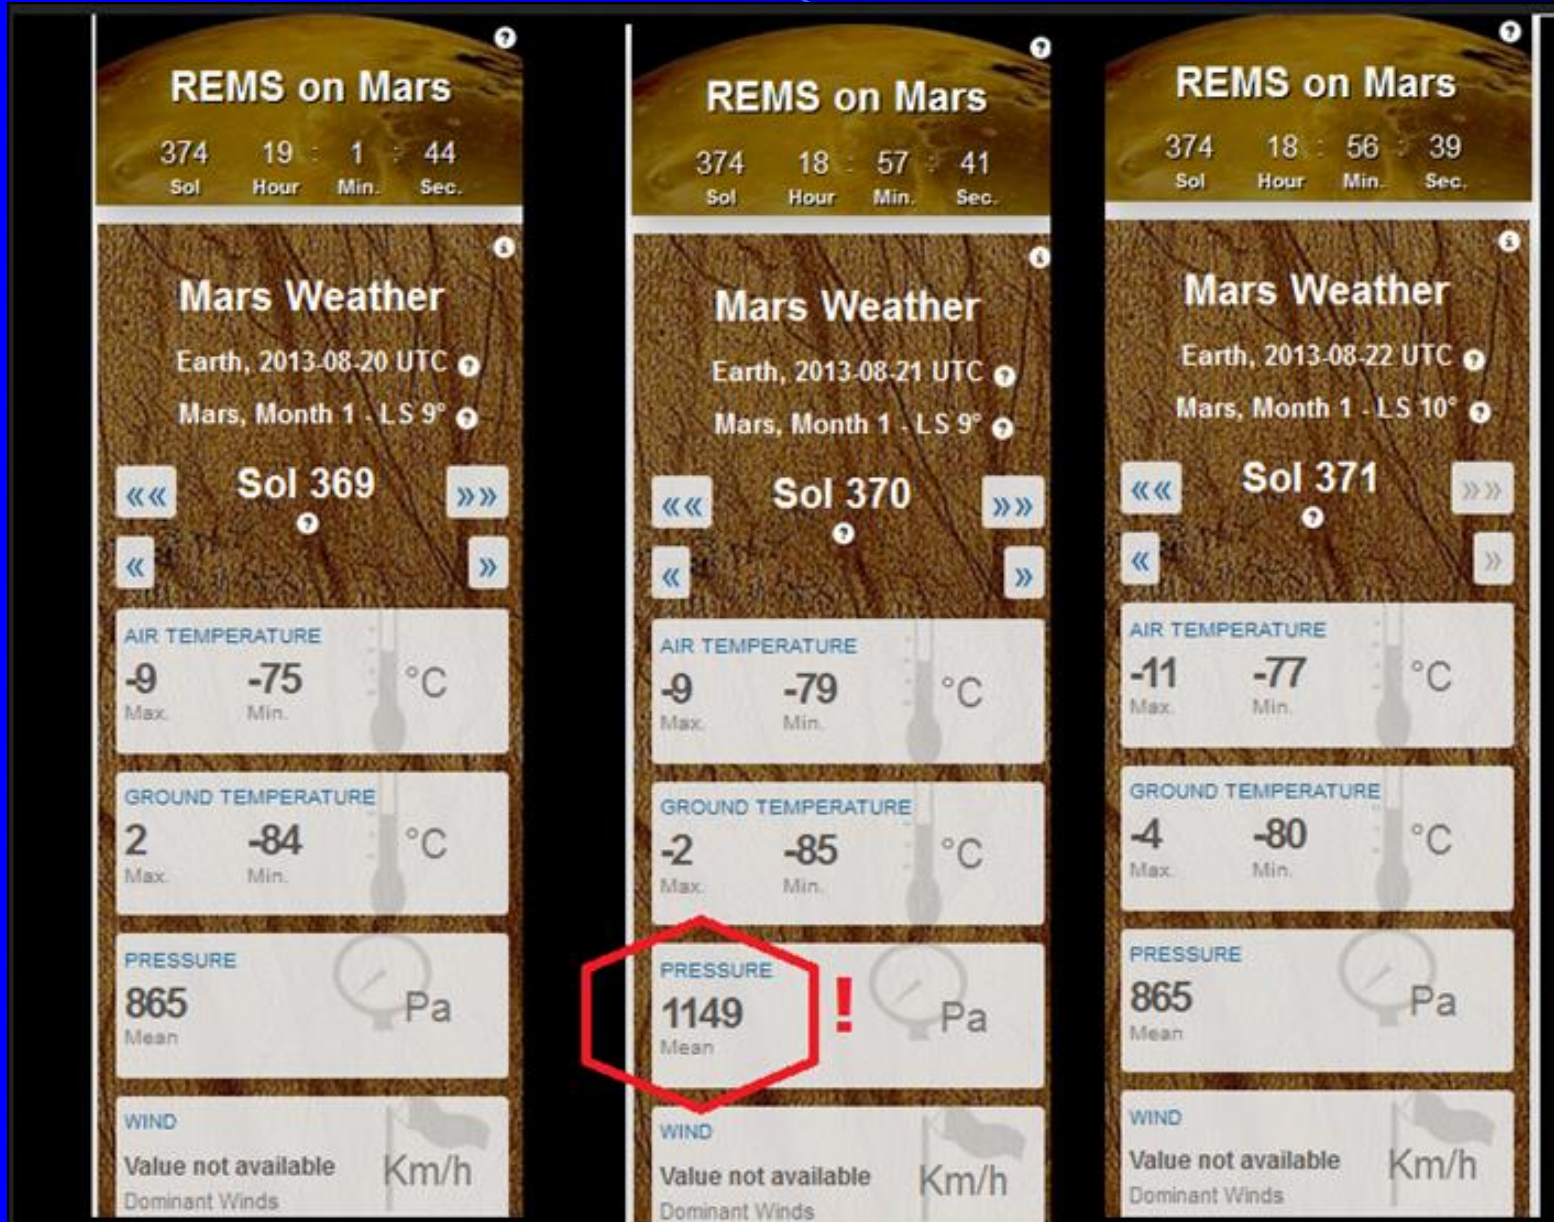 REMS on Mars
374 19 : 1 : 44
Sol Hour Min. Sec.
Mars Weather
Earth, 2013-08-20 UTC
Mars, Month 1 - LS 9°
Sol 369
«« »»
« »
AIR TEMPERATURE
-9 -75 °C
Max. Min.
GROUND TEMPERATURE
2 -84 °C
Max. Min.
PRESSURE
865 Pa
Mean
WIND
Value not available Km/h
Dominant Winds
REMS on Mars
374 18 : 57 : 41
Sol Hour Min. Sec.
Mars Weather
Earth, 2013-08-21 UTC
Mars, Month 1 - LS 9°
Sol 370
«« »»
« »
AIR TEMPERATURE
-9 -79 °C
Max. Min.
GROUND TEMPERATURE
-2 -85 °C
Max. Min.
PRESSURE
1149 ! Pa
Mean
WIND
Value not available Km/h
Dominant Winds
REMS on Mars
374 18 : 56 : 39
Sol Hour Min. Sec.
Mars Weather
Earth, 2013-08-22 UTC
Mars, Month 1 - LS 10°
Sol 371
«« »»
« »
AIR TEMPERATURE
-11 -77 °C
Max. Min.
GROUND TEMPERATURE
-4 -80 °C
Max. Min.
PRESSURE
865 Pa
Mean
WIND
Value not available Km/h
Dominant Winds